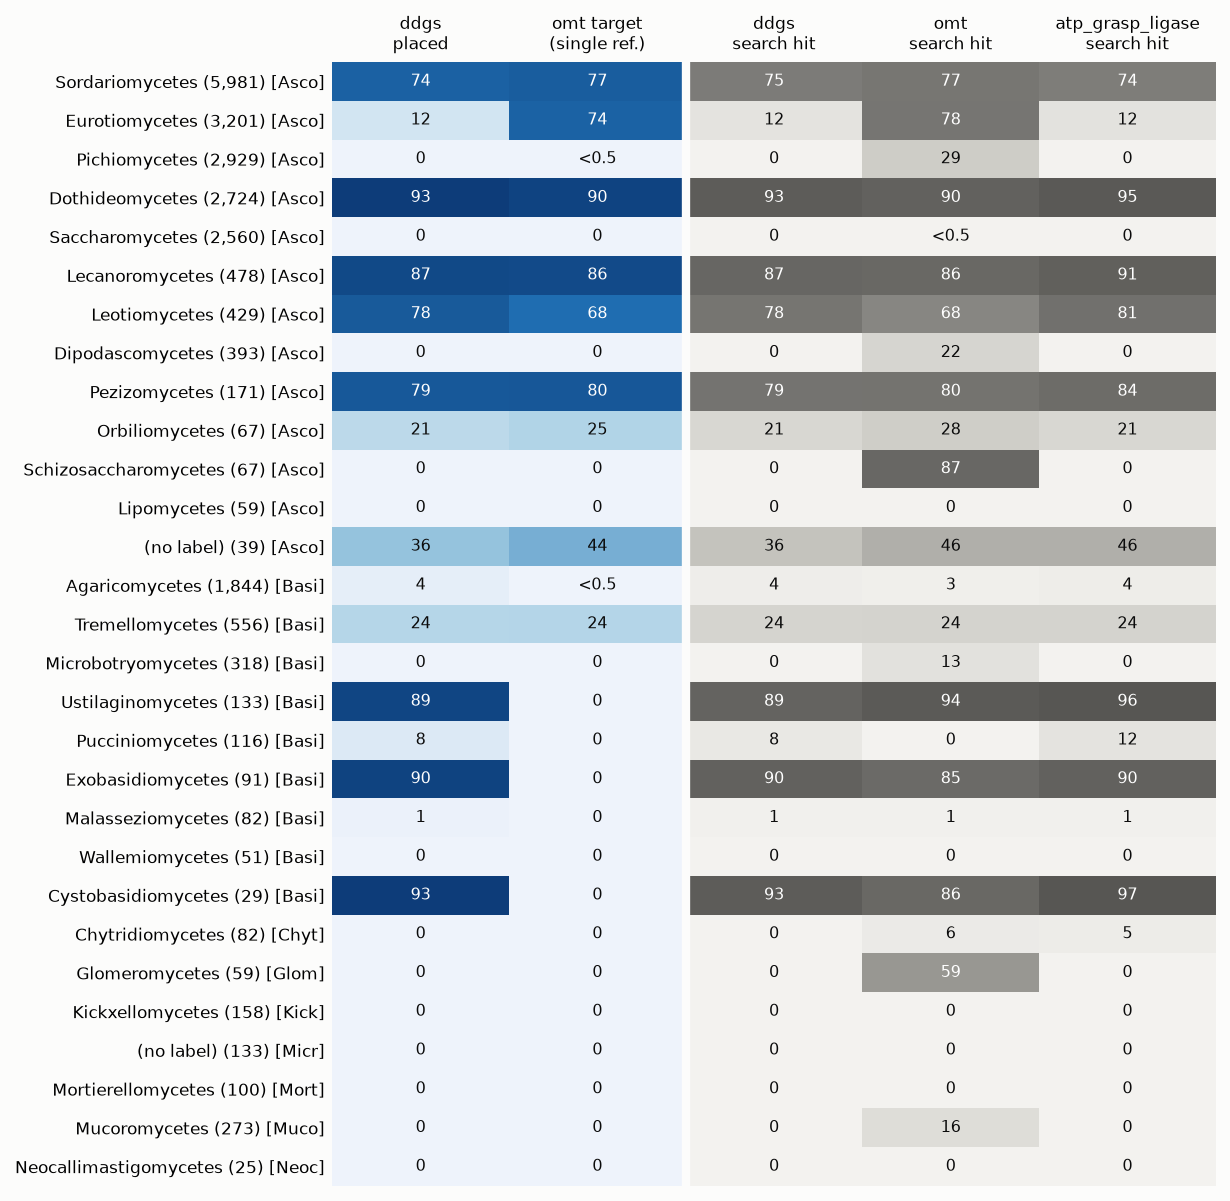 ddgs placed omt target (single ref.) ddgs search hit omt search hit atp_grasp_ligase search hit
Sordariomycetes (5,981) [Asco] 74 77 75 77 74
Eurotiomycetes (3,201) [Asco] 12 74 12 78 12
Pichiomycetes (2,929) [Asco] 0 <0.5 0 29 0
Dothideomycetes (2,724) [Asco] 93 90 93 90 95
Saccharomycetes (2,560) [Asco] 0 0 0 <0.5 0
Lecanoromycetes (478) [Asco] 87 86 87 86 91
Leotiomycetes (429) [Asco] 78 68 78 68 81
Dipodascomycetes (393) [Asco] 0 0 0 22 0
Pezizomycetes (171) [Asco] 79 80 79 80 84
Orbiliomycetes (67) [Asco] 21 25 21 28 21
Schizosaccharomycetes (67) [Asco] 0 0 0 87 0
Lipomycetes (59) [Asco] 0 0 0 0 0
(no label) (39) [Asco] 36 44 36 46 46
Agaricomycetes (1,844) [Basi] 4 <0.5 4 3 4
Tremellomycetes (556) [Basi] 24 24 24 24 24
Microbotryomycetes (318) [Basi] 0 0 0 13 0
Ustilaginomycetes (133) [Basi] 89 0 89 94 96
Pucciniomycetes (116) [Basi] 8 0 8 0 12
Exobasidiomycetes (91) [Basi] 90 0 90 85 90
Malasseziomycetes (82) [Basi] 1 0 1 1 1
Wallemiomycetes (51) [Basi] 0 0 0 0 0
Cystobasidiomycetes (29) [Basi] 93 0 93 86 97
Chytridiomycetes (82) [Chyt] 0 0 0 6 5
Glomeromycetes (59) [Glom] 0 0 0 59 0
Kickxellomycetes (158) [Kick] 0 0 0 0 0
(no label) (133) [Micr] 0 0 0 0 0
Mortierellomycetes (100) [Mort] 0 0 0 0 0
Mucoromycetes (273) [Muco] 0 0 0 16 0
Neocallimastigomycetes (25) [Neoc] 0 0 0 0 0